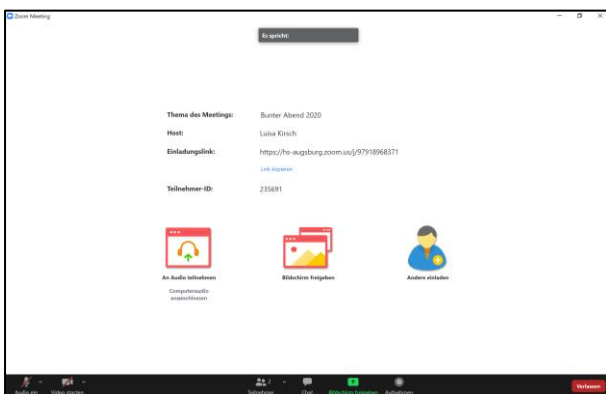 Zoom Meeting
Es spricht:
Thema des Meetings: Bunter Abend 2020
Host: Luisa Kirsch
Einladungslink: https://hs-augsburg.zoom.us/j/97918968371
Link kopieren
Teilnehmer-ID: 235691
An Audio teilnehmen Bildschirm freigeben Andere einladen
Computeraudio
anschlossen
2
Audio ein Video starten Teilnehmer Chat Bildschirm freigeben Aufnehmen Verlassen